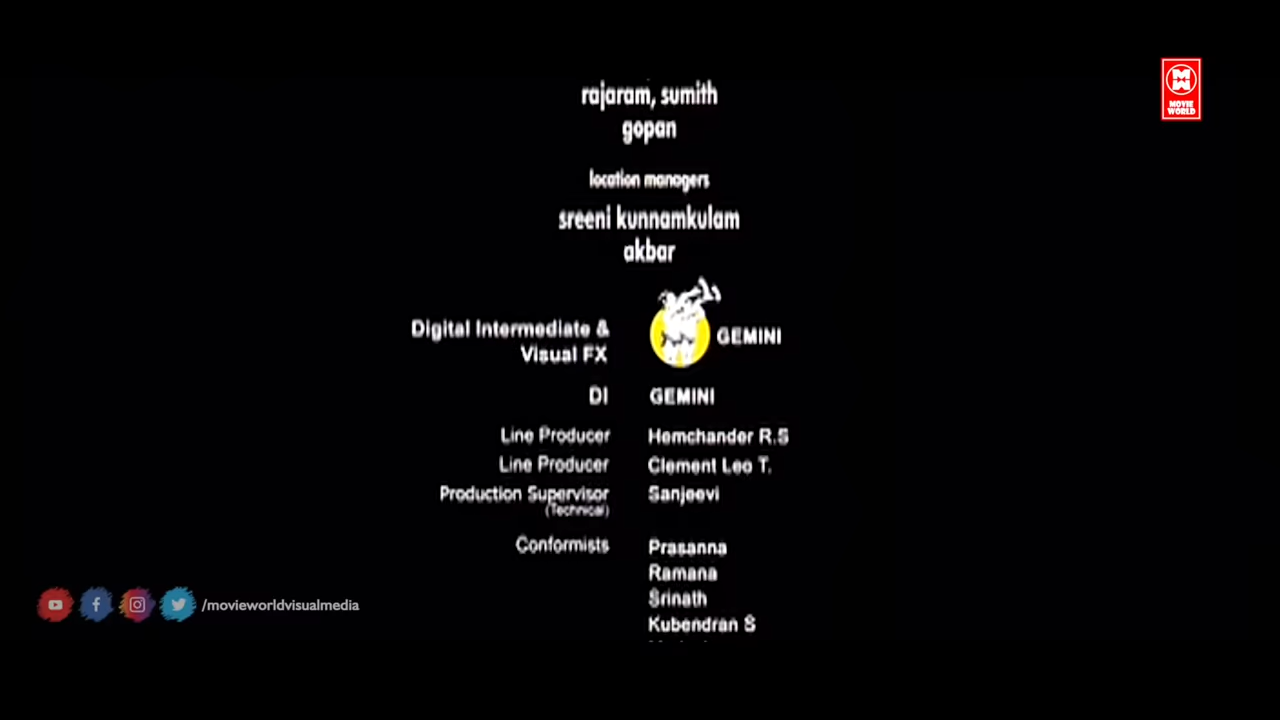 rajaram, sumith
gopan
location managers
sreeni kunnamkulam
akbar
Digital Intermediate &
Visual FX
GEMINI
DI GEMINI
Line Producer Hemchander R.S
Line Producer Clement Leo T.
Production Supervisor Sanjeevi
(Technical)
Conformists Prasanna
Ramana
Srinath
Kubendran S
MOVIE
WORLD
/movieworldvisualmedia